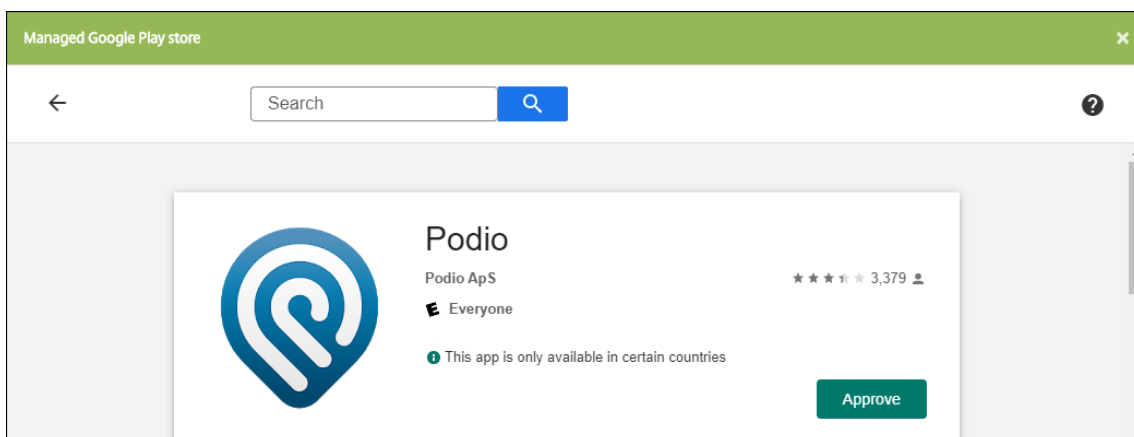 Managed Google Play store
Search
Podio
Podio ApS
3,379
Everyone
This app is only available in certain countries
Approve